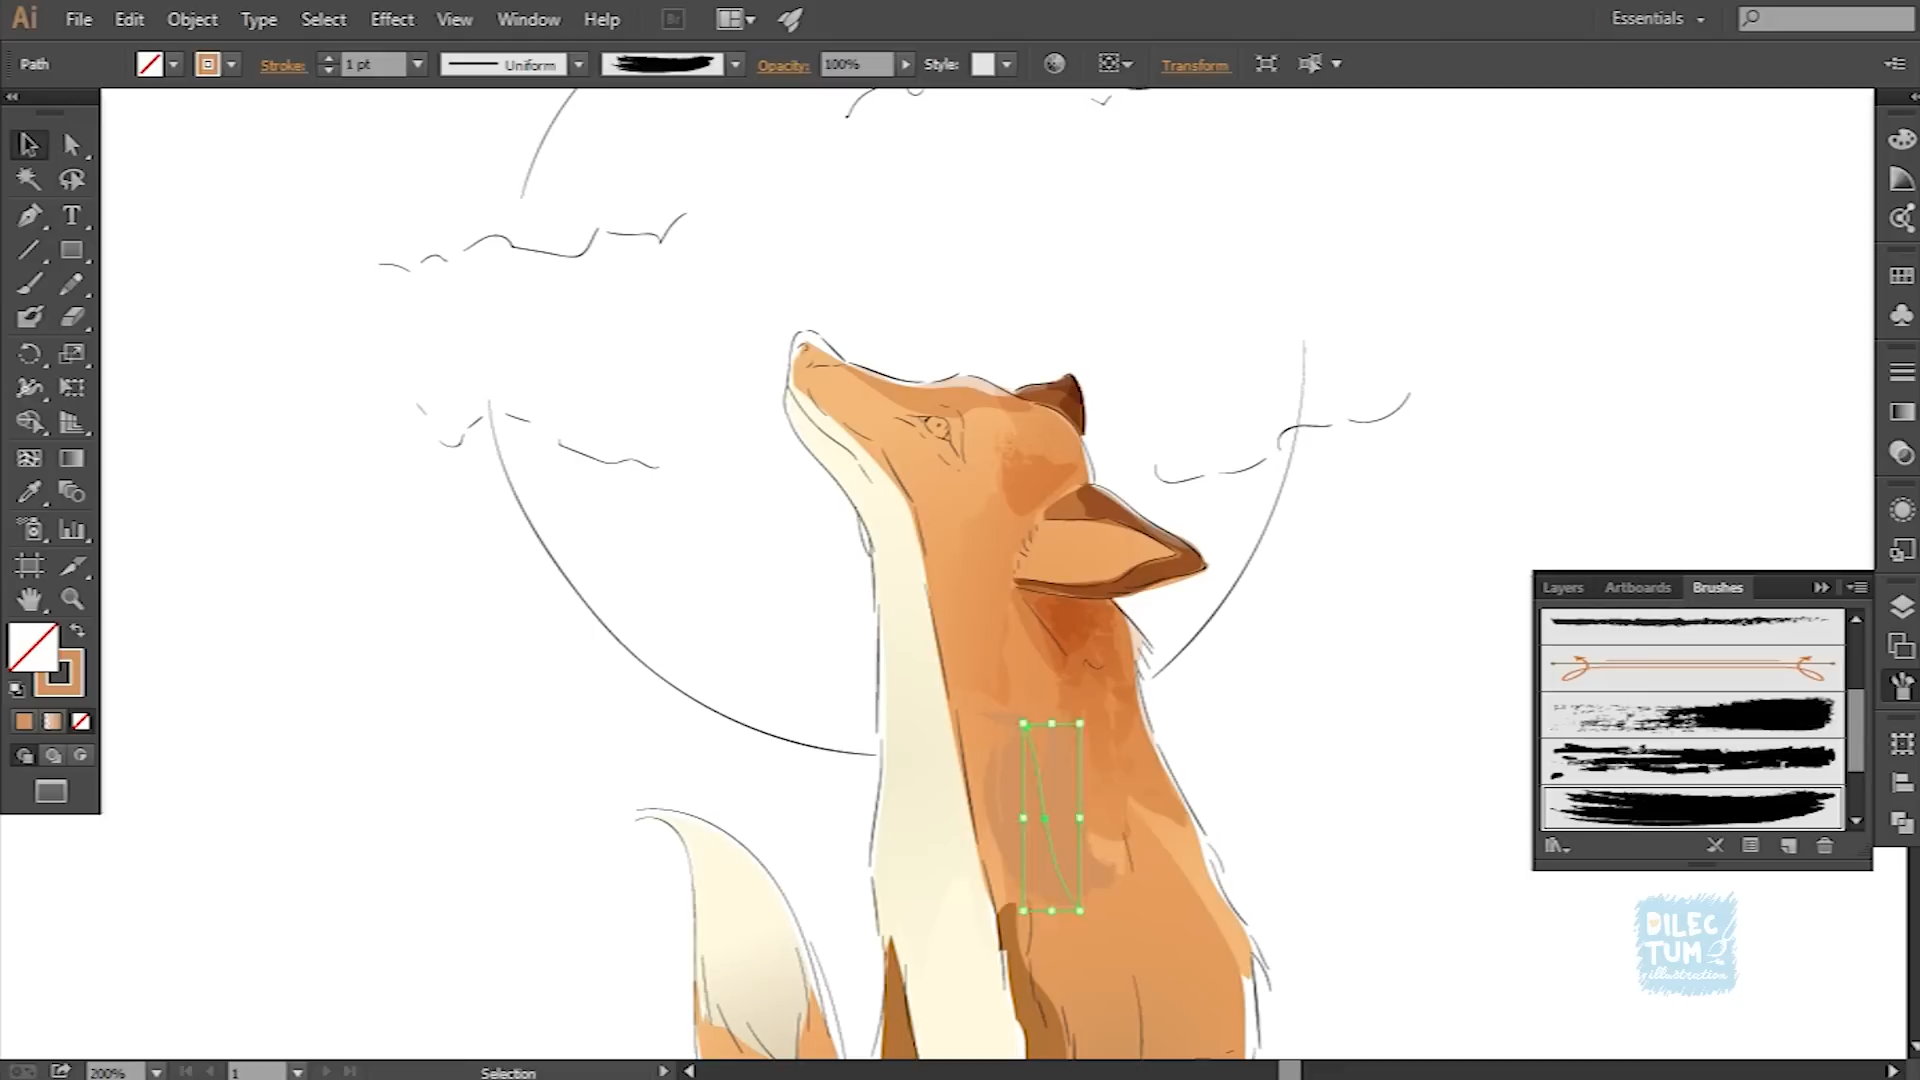 Ai File Edit Object Type Select Effect View Window Help Br Essentials
Path Stroke: 1 pt Uniform Opacity: 100% Style: Transform
T
Layers Artboards Brushes
DILEC
TUM
illustration
200% 1 Selection